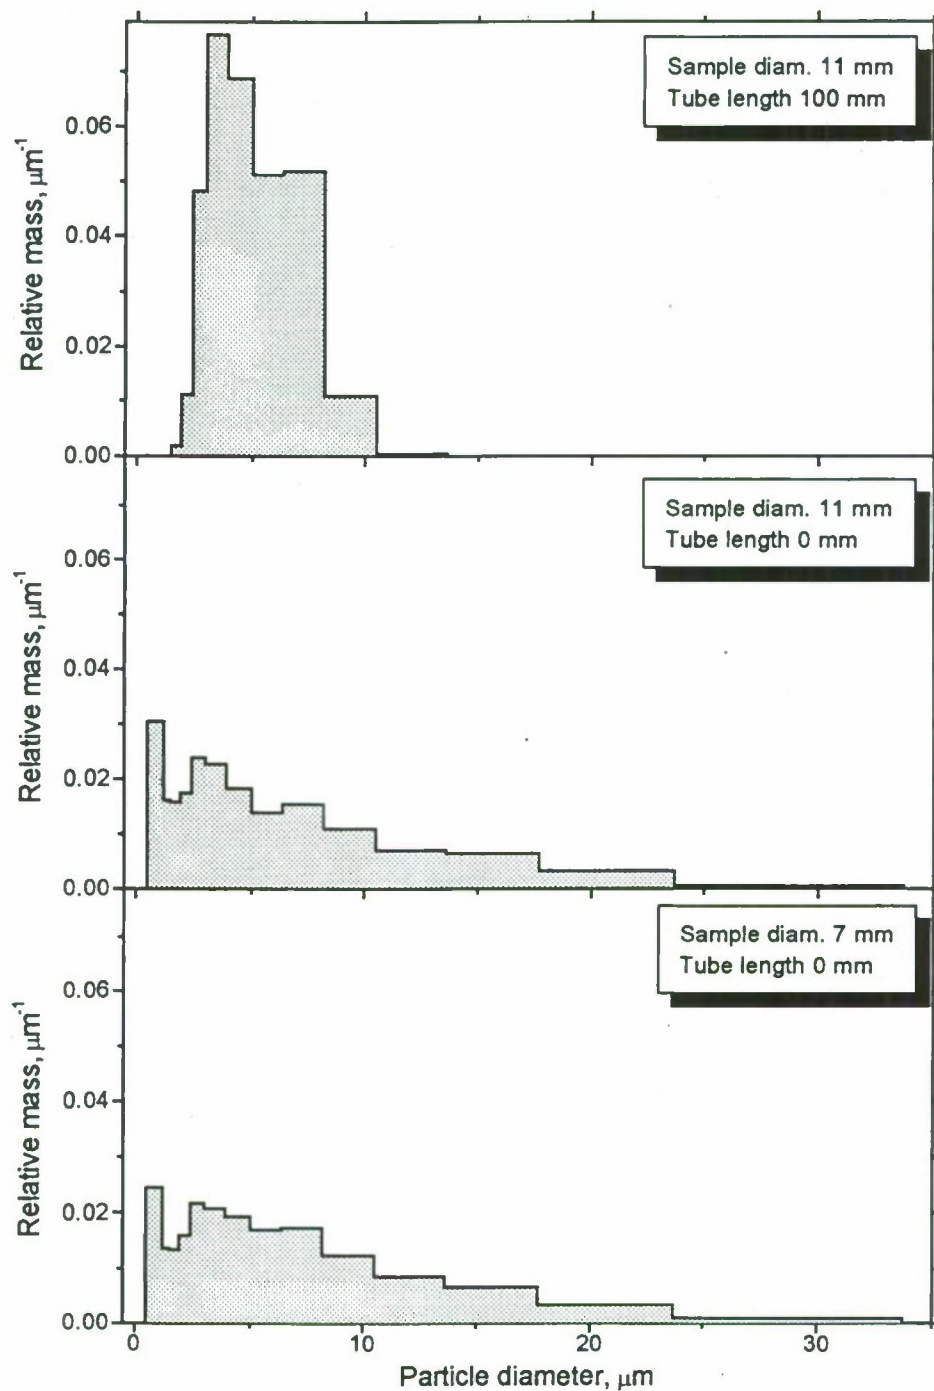 Sample diam. 11 mm
Tube length 100 mm
Relative mass, μm⁻¹
0.06
0.04
0.02
0.00
Sample diam. 11 mm
Tube length 0 mm
Relative mass, μm⁻¹
0.06
0.04
0.02
0.00
Sample diam. 7 mm
Tube length 0 mm
Relative mass, μm⁻¹
0.06
0.04
0.02
0.00
0 10 20 30
Particle diameter, μm